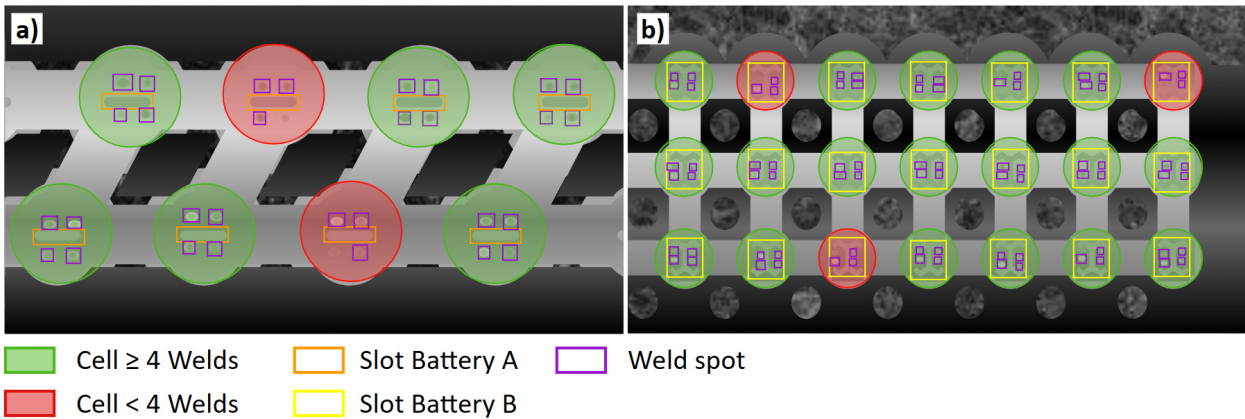 a)
b)
Cell ≥ 4 Welds
Slot Battery A
Weld spot
Cell < 4 Welds
Slot Battery B